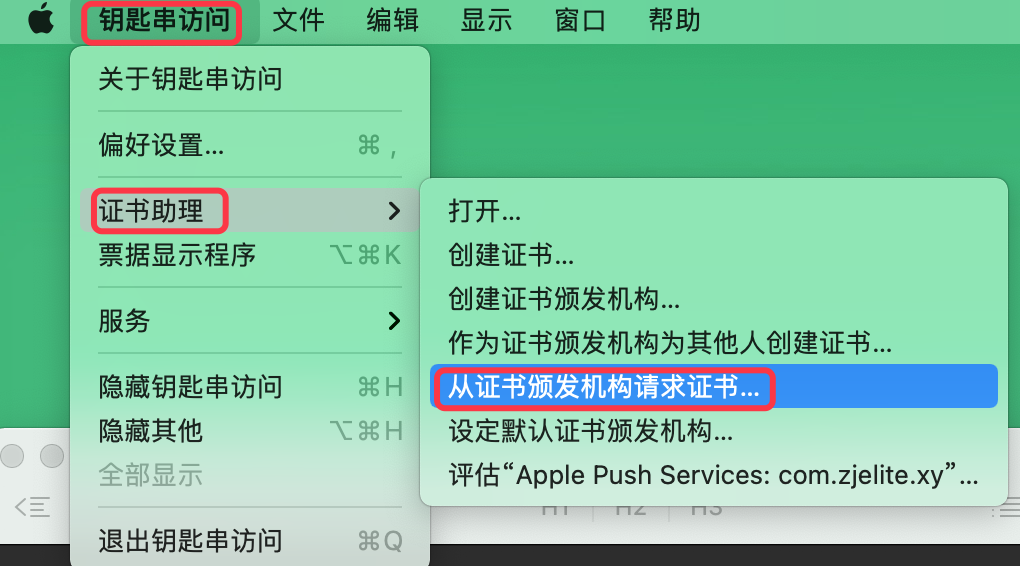 钥匙串访问 文件 编辑 显示 窗口 帮助
关于钥匙串访问
偏好设置... ⌘ ,
证书助理
票据显示程序 ⌥⌘K
服务
隐藏钥匙串访问 ⌘H
隐藏其他 ⌥⌘H
全部显示
退出钥匙串访问 ⌘Q
打开...
创建证书...
创建证书颁发机构...
作为证书颁发机构为其他人创建证书...
从证书颁发机构请求证书...
设定默认证书颁发机构...
评估“Apple Push Services: com.zjelite.xy”...
H1 H2 H3